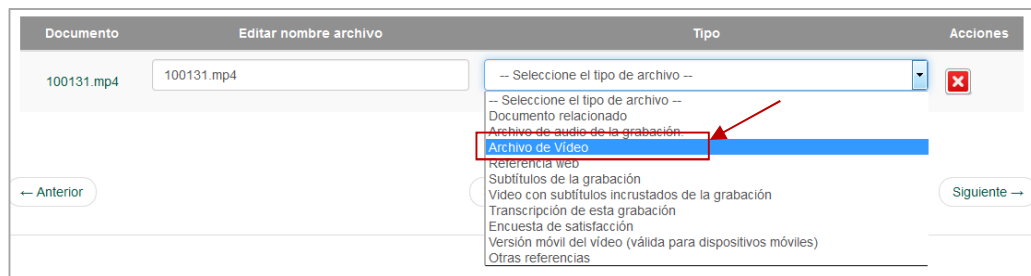 Documento Editar nombre archivo Tipo Acciones
100131.mp4 100131.mp4 -- Seleccione el tipo de archivo --
-- Seleccione el tipo de archivo --
Documento relacionado
Archivo de audio de la grabación.
Archivo de Vídeo
Referencia web
Subtítulos de la grabación
← Anterior Video con subtítulos incrustados de la grabación Siguiente →
Transcripción de esta grabación
Encuesta de satisfacción
Versión móvil del vídeo (válida para dispositivos móviles)
Otras referencias